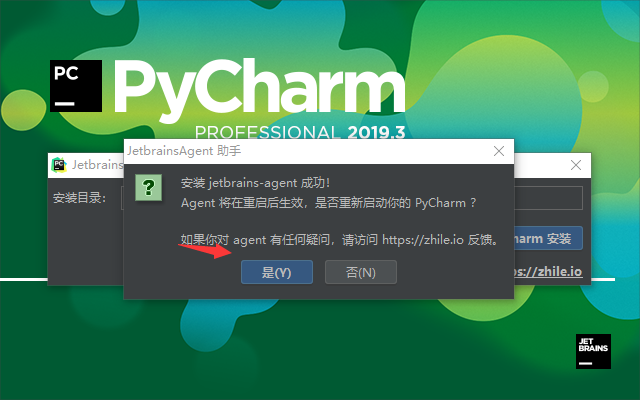 PC
PyCharm
PROFESSIONAL 2019.3
JetbrainsAgent 助手
Jetbrains
安装 jetbrains-agent 成功！
安装目录：
Agent 将在重启后生效，是否重新启动你的 PyCharm ？
如果你对 agent 有任何疑问，请访问 https://zhile.io 反馈。
harm 安装
是(Y)
否(N)
ps://zhile.io
JET
BRAINS